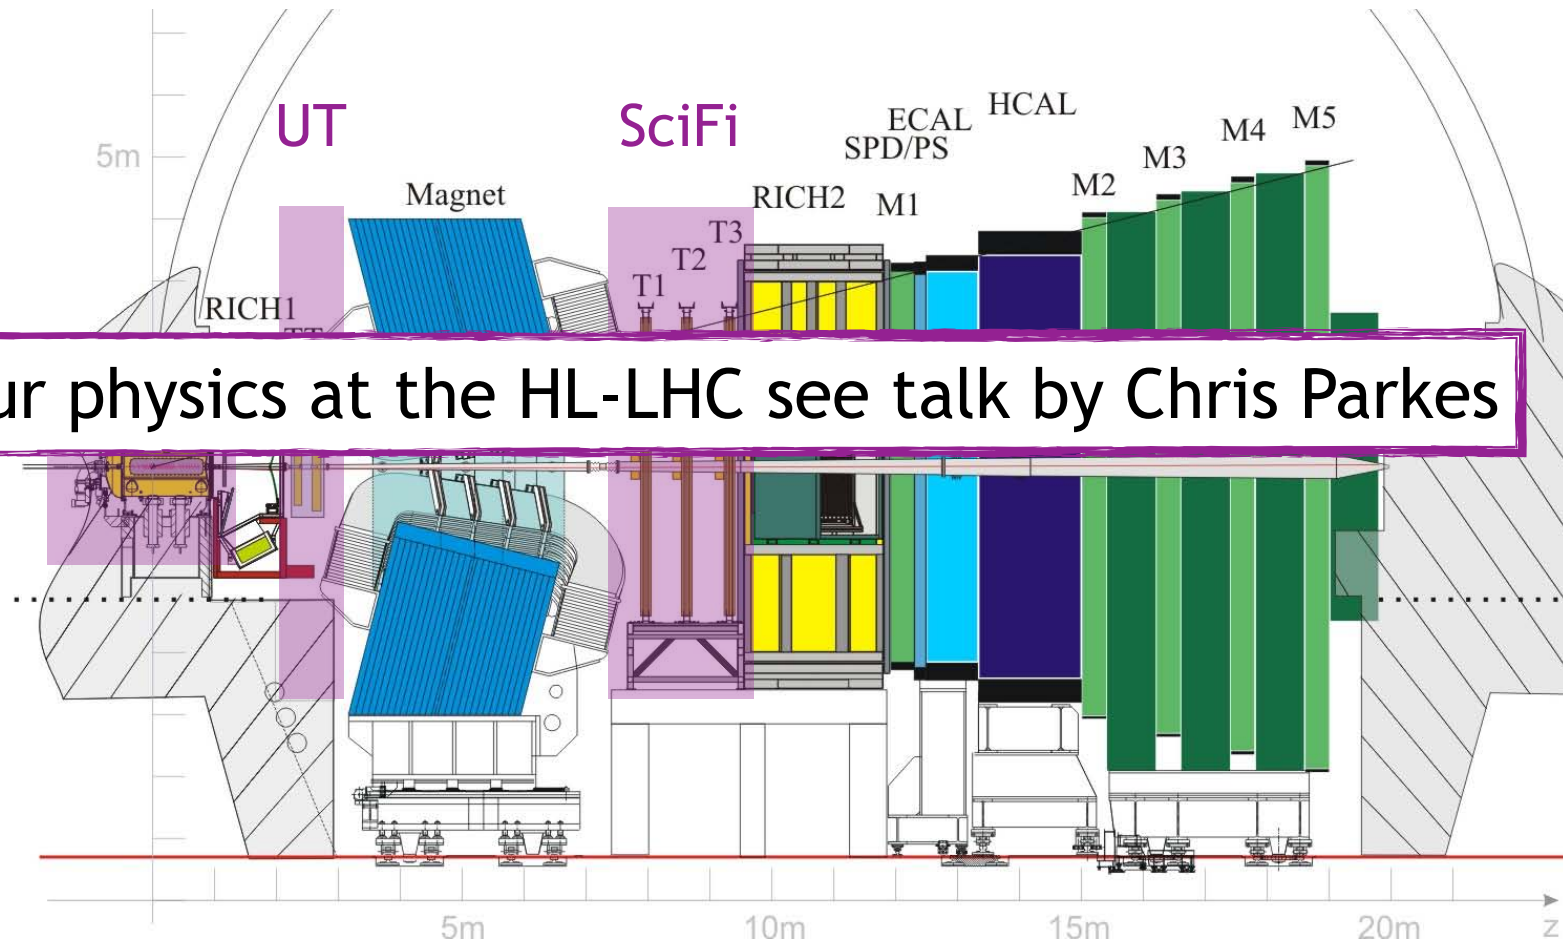 HCAL
UT
SciFi
ECAL
M5
M4
SPD/PS
5m
M3
Magnet
RICH2
M1
M2
T3
T2
T1
RICH1
ur physics at the HL-LHC see talk by Chris Parkes
5m
10m
15m
20m
z